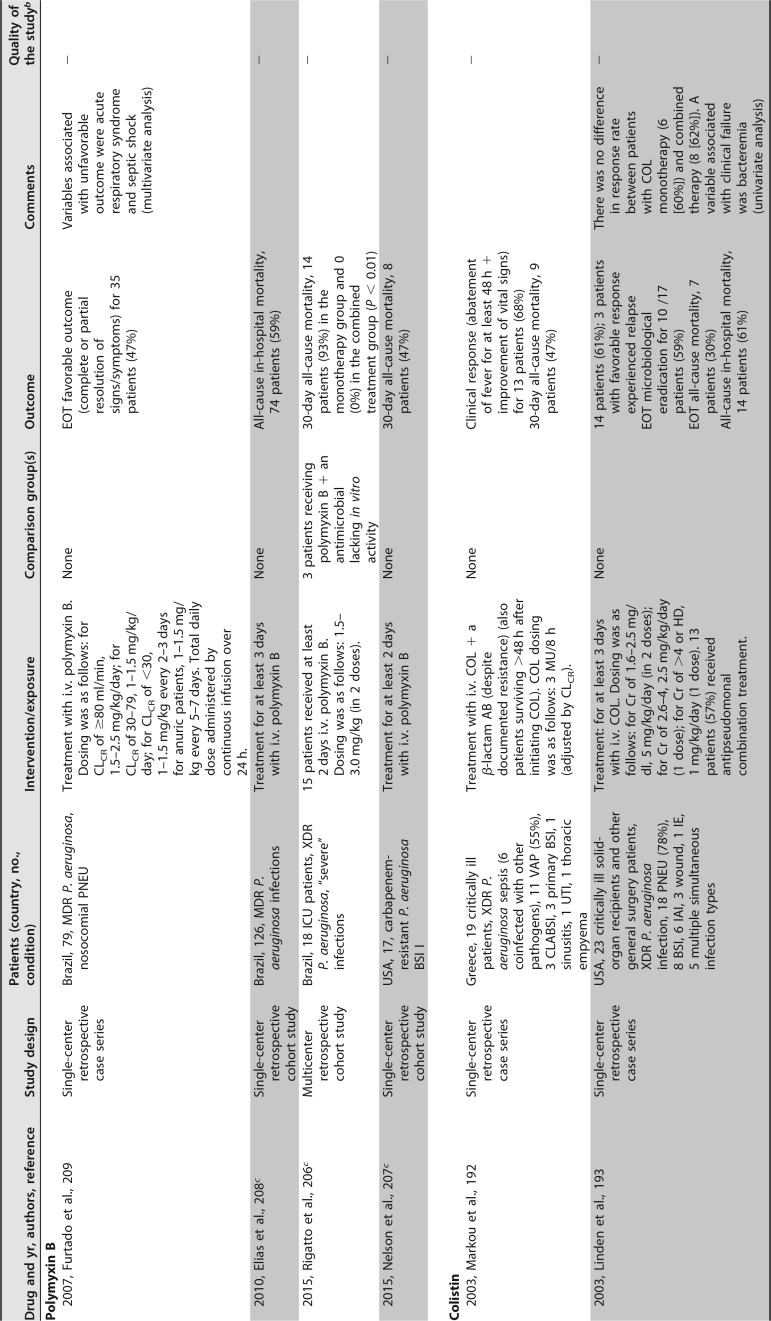 Drug and yr, authors, reference
Study design
Patients (country, no.,
condition)
Intervention/exposure
Comparison group(s)
Outcome
Comments
Quality of
the studyᵇ
Polymyxin B
2007, Furtado et al., 209
Single-center
retrospective
case series
Brazil, 79, MDR P. aeruginosa,
nosocomial PNEU
Treatment with i.v. polymyxin B.
Dosing was as follows: for
CLCR of ≥80 ml/min,
1.5–2.5 mg/kg/day; for
CLCR of 30–79, 1–1.5 mg/kg/
day; for CLCR of <30,
1–1.5 mg/kg every 2–3 days
for anuric patients, 1–1.5 mg/
kg every 5–7 days. Total daily
dose administered by
continuous infusion over
24 h.
None
EOT favorable outcome
(complete or partial
resolution of
signs/symptoms) for 35
patients (47%)
Variables associated
with unfavorable
outcome were acute
respiratory syndrome
and septic shock
(multivariate analysis)
–
2010, Elias et al., 208ᶜ
Single-center
retrospective
cohort study
Brazil, 126, MDR P.
aeruginosa infections
Treatment for at least 3 days
with i.v. polymyxin B
None
All-cause in-hospital mortality,
74 patients (59%)
–
2015, Rigatto et al., 206ᶜ
Multicenter
retrospective
cohort study
Brazil, 18 ICU patients, XDR
P. aeruginosa, "severe"
infections
15 patients received at least
2 days i.v. polymyxin B.
Dosing was as follows: 1.5–
3.0 mg/kg (in 2 doses).
3 patients receiving
polymyxin B + an
antimicrobial
lacking in vitro
activity
30-day all-cause mortality, 14
patients (93%) in the
monotherapy group and 0
(0%) in the combined
treatment group (P < 0.01)
–
2015, Nelson et al., 207ᶜ
Single-center
retrospective
cohort study
USA, 17, carbapenem-
resistant P. aeruginosa
BSI I
Treatment for at least 2 days
with i.v. polymyxin B
None
30-day all-cause mortality, 8
patients (47%)
–
Colistin
2003, Markou et al., 192
Single-center
retrospective
case series
Greece, 19 critically ill
patients, XDR P.
aeruginosa sepsis (6
coinfected with other
pathogens), 11 VAP (55%),
3 CLABSI, 3 primary BSI, 1
sinusitis, 1 UTI, 1 thoracic
empyema
Treatment with i.v. COL + a
β-lactam AB (despite
documented resistance) (also
patients surviving >48 h after
initiating COL). COL dosing
was as follows: 3 MU/8 h
(adjusted by CLCR).
None
Clinical response (abatement
of fever for at least 48 h +
improvement of vital signs)
for 13 patients (68%)
30-day all-cause mortality, 9
patients (47%)
–
2003, Linden et al., 193
Single-center
retrospective
case series
USA, 23 critically ill solid-
organ recipients and other
general surgery patients,
XDR P. aeruginosa
infection, 18 PNEU (78%),
8 BSI, 6 IAI, 3 wound, 1 IE,
5 multiple simultaneous
infection types
Treatment: for at least 3 days
with i.v. COL. Dosing was as
follows: for Cr of 1.6–2.5 mg/
dl, 5 mg/kg/day (in 2 doses);
for Cr of 2.6–4, 2.5 mg/kg/day
(1 dose); for Cr of >4 or HD,
1 mg/kg/day (1 dose). 13
patients (57%) received
antipseudomonal
combination treatment.
None
14 patients (61%); 3 patients
with favorable response
experienced relapse
EOT microbiological
eradication for 10 /17
patients (59%)
EOT all-cause mortality, 7
patients (30%)
All-cause in-hospital mortality,
14 patients (61%)
There was no difference
in response rate
between patients
with COL
monotherapy (6
[60%]) and combined
therapy (8 [62%]). A
variable associated
with clinical failure
was bacteremia
(univariate analysis)
–